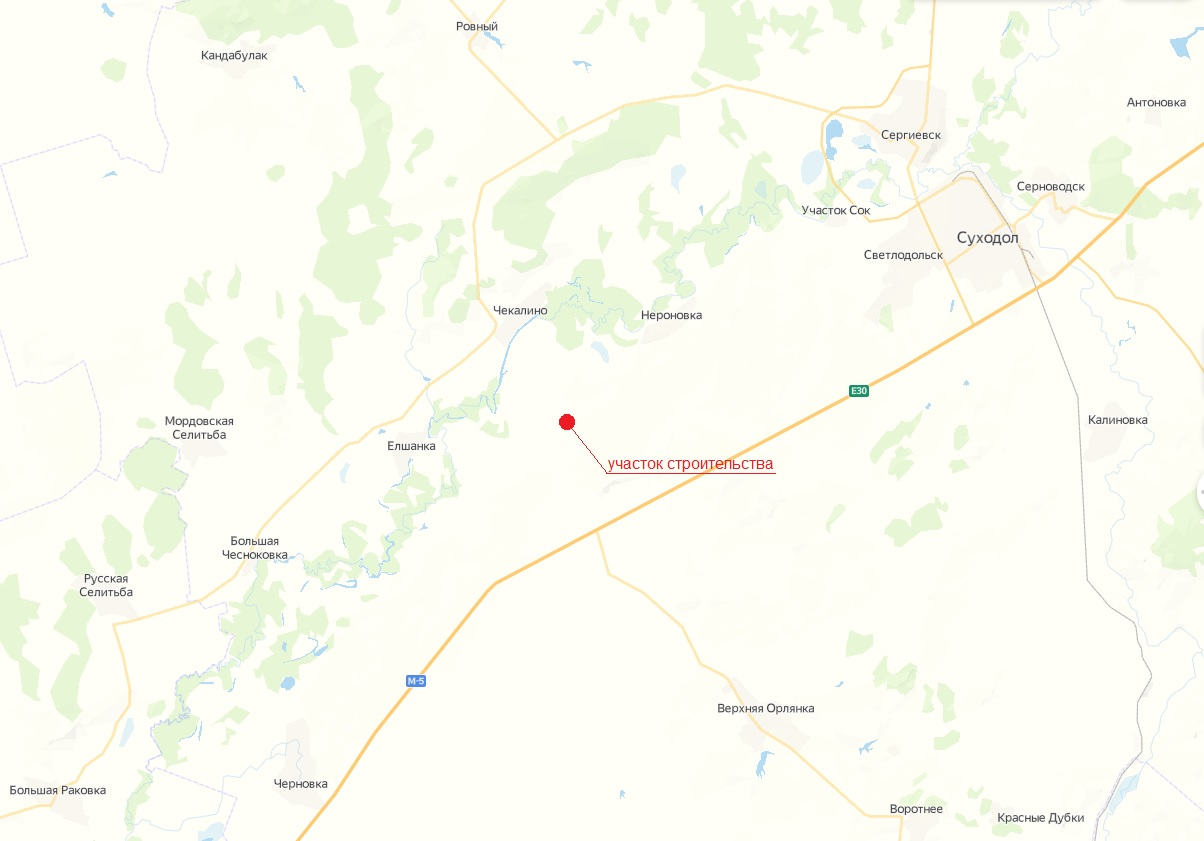 Ровный
Кандабулак
Антоновка
Сергиевск
Серноводск
Участок Сок
Суходол
Светлодольск
Чекалино
Нероновка
E30
Мордовская
Селитьба
Калиновка
Елшанка
участок строительства
Большая
Чесноковка
Русская
Селитьба
М-5
Верхняя Орлянка
Черновка
Большая Раковка
Воротнее
Красные Дубки